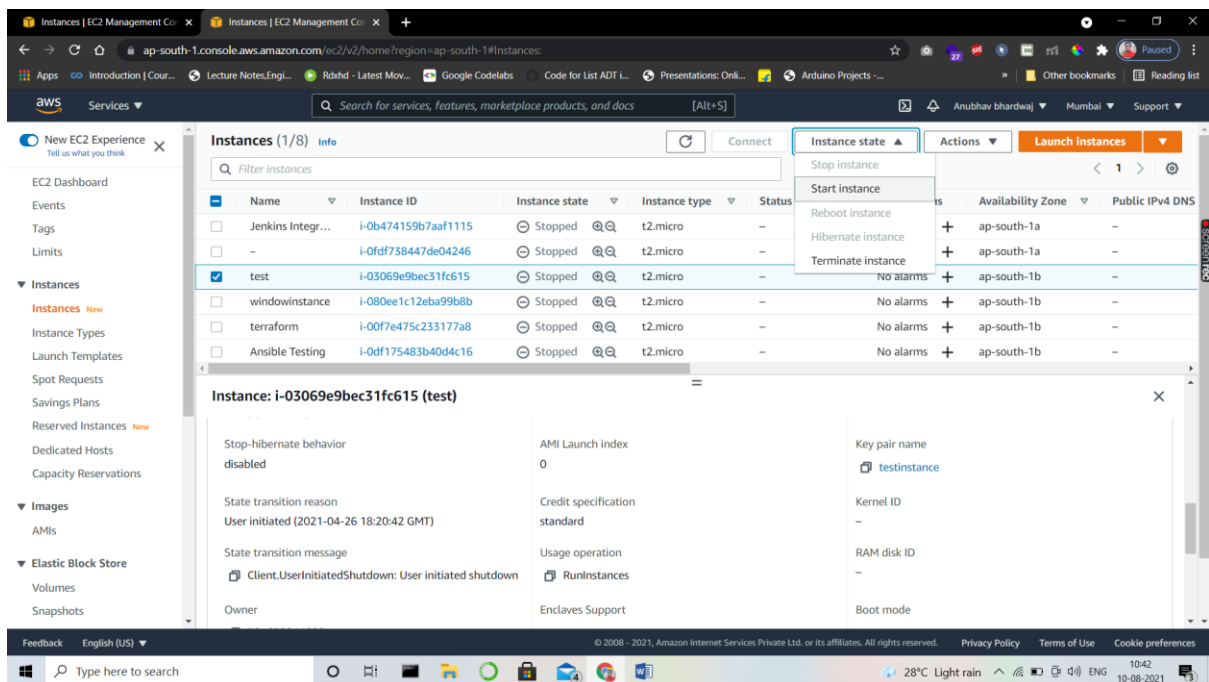 Instances | EC2 Management Co
Instances | EC2 Management Co
ap-south-1.console.aws.amazon.com/ec2/v2/home?region=ap-south-1#Instances:
27
Paused
Apps
Introduction | Cour...
Lecture Notes,Engi...
Rdxhd - Latest Mov...
Google Codelabs
Code for List ADT i...
Presentations: Onli...
Arduino Projects -...
»
Other bookmarks
Reading list
aws
Services ▼
Search for services, features, marketplace products, and docs
[Alt+S]
Anubhav bhardwaj ▼
Mumbai ▼
Support ▼
New EC2 Experience
Tell us what you think
EC2 Dashboard
Events
Tags
Limits
▼ Instances
Instances New
Instance Types
Launch Templates
Spot Requests
Savings Plans
Reserved Instances New
Dedicated Hosts
Capacity Reservations
▼ Images
AMIs
▼ Elastic Block Store
Volumes
Snapshots
Instances (1/8) Info
Connect
Instance state ▲
Actions ▼
Launch instances ▼
Filter instances
< 1 >
Stop instance
Start instance
Reboot instance
Hibernate instance
Terminate instance
Name Instance ID Instance state Instance type Status Availability Zone Public IPv4 DNS
Jenkins Integr... i-0b474159b7aaf1115 Stopped t2.micro – + ap-south-1a –
– i-0fdf738447de04246 Stopped t2.micro – + ap-south-1a –
test i-03069e9bec31fc615 Stopped t2.micro – No alarms + ap-south-1b –
windowinstance i-080ee1c12eba99b8b Stopped t2.micro – No alarms + ap-south-1b –
terraform i-00f7e475c233177a8 Stopped t2.micro – No alarms + ap-south-1b –
Ansible Testing i-0df175483b40d4c16 Stopped t2.micro – No alarms + ap-south-1b –
Instance: i-03069e9bec31fc615 (test)
Stop-hibernate behavior
disabled
AMI Launch index
0
Key pair name
testinstance
State transition reason
User initiated (2021-04-26 18:20:42 GMT)
Credit specification
standard
Kernel ID
–
State transition message
Client.UserInitiatedShutdown: User initiated shutdown
Usage operation
RunInstances
RAM disk ID
–
Owner
Enclaves Support
Boot mode
screenrec
Feedback
English (US) ▼
© 2008 - 2021, Amazon Internet Services Private Ltd. or its affiliates. All rights reserved.
Privacy Policy
Terms of Use
Cookie preferences
Type here to search
28°C Light rain
ENG
10:42
10-08-2021